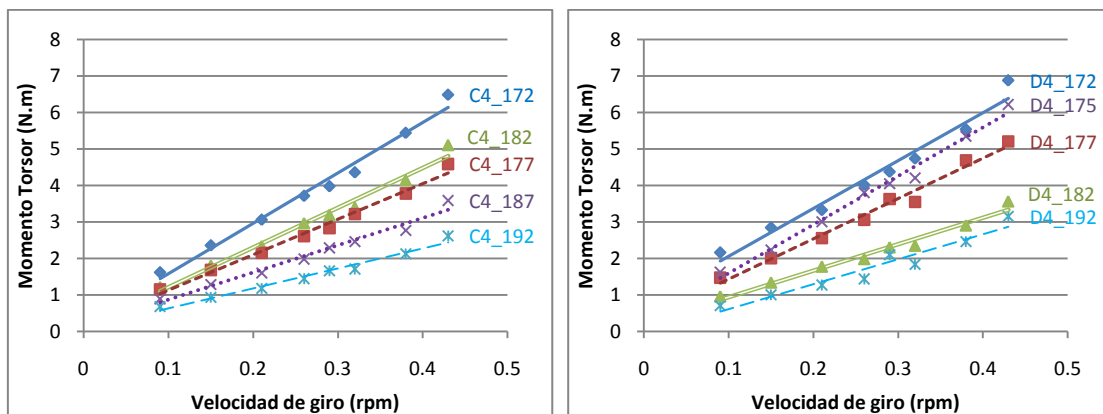 8
7
6
5
4
3
2
1
0
Momento Torsor (N.m)
C4_172
C4_182
C4_177
C4_187
C4_192
0 0.1 0.2 0.3 0.4 0.5
Velocidad de giro (rpm)
8
7
6
5
4
3
2
1
0
Momento Torsor (N.m)
D4_172
D4_175
D4_177
D4_182
D4_192
0 0.1 0.2 0.3 0.4 0.5
Velocidad de giro (rpm)